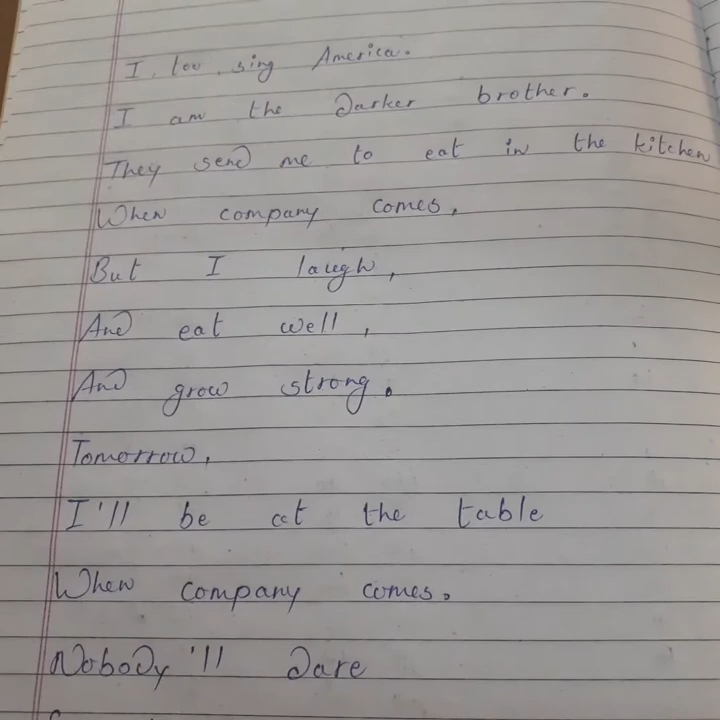 I, too, sing America.
I am the darker brother.
They send me to eat in the kitchen
When company comes,
But I laugh,
And eat well,
And grow strong.
Tomorrow,
I'll be at the table
When company comes.
Nobody'll dare